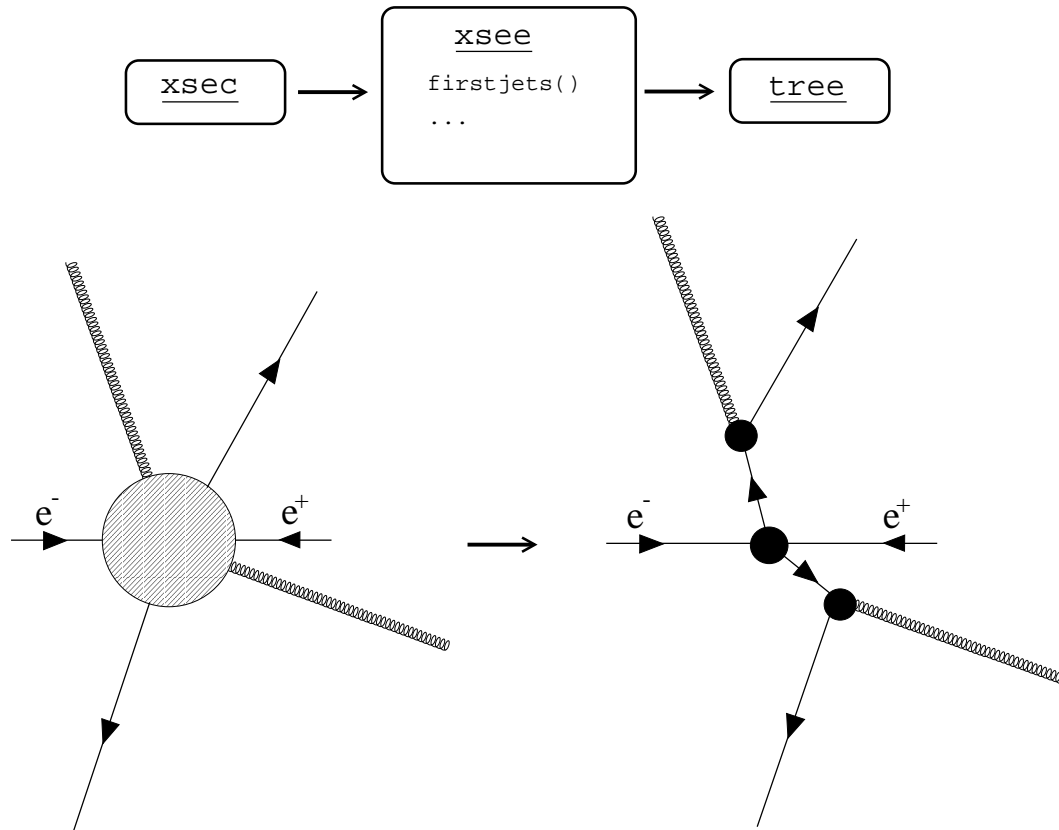 xsec
xsee
firstjets()
...
tree
e- e+
e- e+